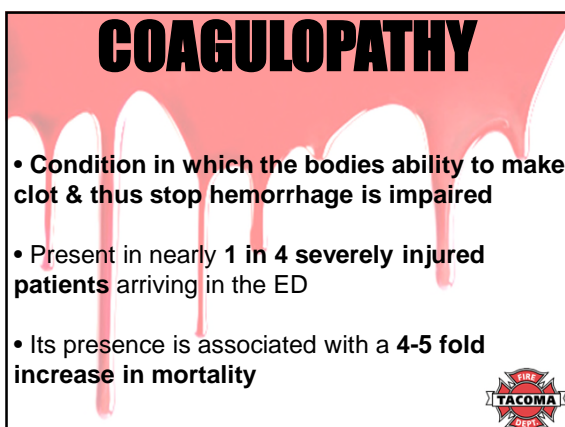 COAGULOPATHY
• Condition in which the bodies ability to make
clot & thus stop hemorrhage is impaired
• Present in nearly 1 in 4 severely injured
patients arriving in the ED
• Its presence is associated with a 4-5 fold
increase in mortality
FIRE
TACOMA
DEPT.